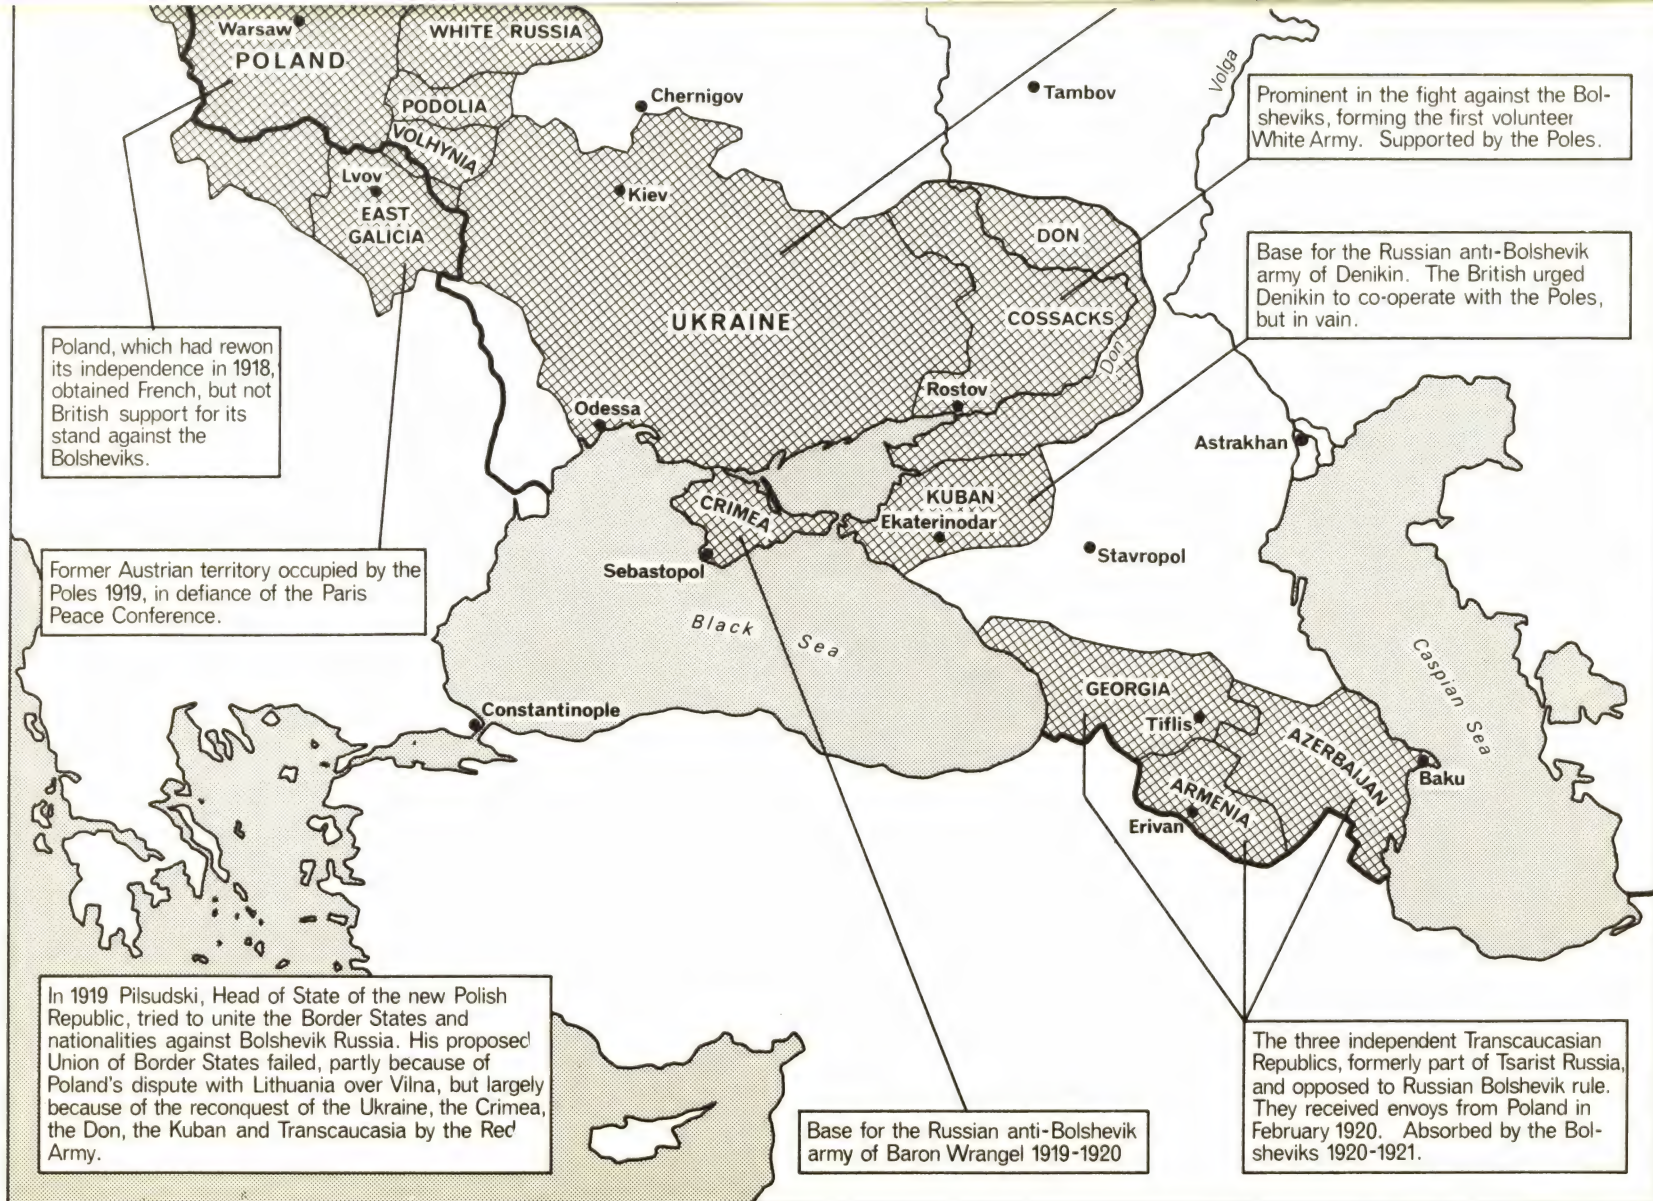 Warsaw
POLAND
WHITE RUSSIA
PODOLIA
VOLHYNIA
Chernigov
Tambov
Volga
Prominent in the fight against the Bol-
sheviks, forming the first volunteer
White Army. Supported by the Poles.
Lvov
EAST
GALICIA
Kiev
DON
COSSACKS
Don
Base for the Russian anti-Bolshevik
army of Denikin. The British urged
Denikin to co-operate with the Poles,
but in vain.
UKRAINE
Poland, which had rewon
its independence in 1918,
obtained French, but not
British support for its
stand against the
Bolsheviks.
Rostov
Odessa
Astrakhan
CRIMEA
KUBAN
Ekaterinodar
Sebastopol
Stavropol
Former Austrian territory occupied by the
Poles 1919, in defiance of the Paris
Peace Conference.
Black Sea
Caspian Sea
Constantinople
GEORGIA
Tiflis
AZERBAIJAN
Baku
ARMENIA
Erivan
In 1919 Pilsudski, Head of State of the new Polish
Republic, tried to unite the Border States and
nationalities against Bolshevik Russia. His proposed
Union of Border States failed, partly because of
Poland's dispute with Lithuania over Vilna, but largely
because of the reconquest of the Ukraine, the Crimea,
the Don, the Kuban and Transcaucasia by the Red
Army.
Base for the Russian anti-Bolshevik
army of Baron Wrangel 1919-1920
The three independent Transcaucasian
Republics, formerly part of Tsarist Russia,
and opposed to Russian Bolshevik rule.
They received envoys from Poland in
February 1920. Absorbed by the Bol-
sheviks 1920-1921.